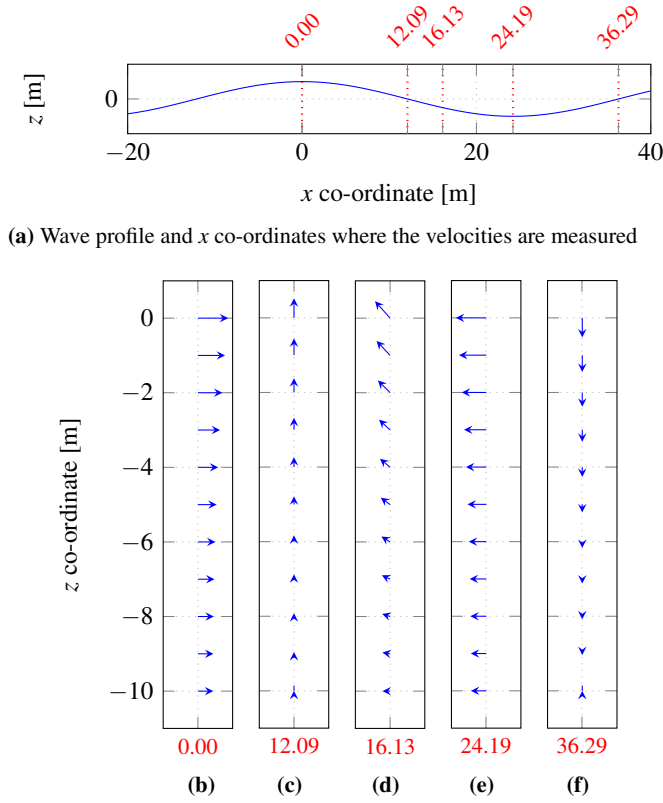 0.00 12.09 16.13 24.19 36.29
z [m]
0
−20 0 20 40
x co-ordinate [m]
(a) Wave profile and x co-ordinates where the velocities are measured
z co-ordinate [m]
0
−2
−4
−6
−8
−10
0.00 12.09 16.13 24.19 36.29
(b) (c) (d) (e) (f)